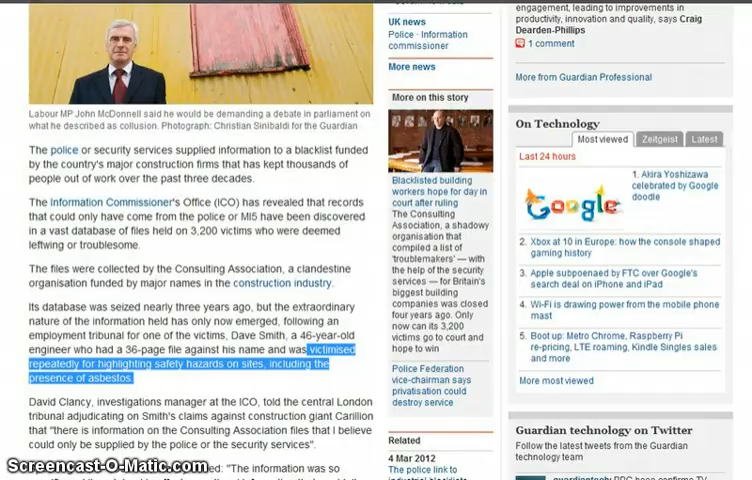 Labour MP John McDonnell said he would be demanding a debate in parliament on
what he described as collusion. Photograph: Christian Sinibaldi for the Guardian
The police or security services supplied information to a blacklist funded
by the country's major construction firms that has kept thousands of
people out of work over the past three decades.
The Information Commissioner's Office (ICO) has revealed that records
that could only have come from the police or MI5 have been discovered
in a vast database of files held on 3,200 victims who were deemed
leftwing or troublesome.
The files were collected by the Consulting Association, a clandestine
organisation funded by major names in the construction industry.
Its database was seized nearly three years ago, but the extraordinary
nature of the information held has only now emerged, following an
employment tribunal for one of the victims, Dave Smith, a 46-year-old
engineer who had a 36-page file against his name and was victimised
repeatedly for highlighting safety hazards on sites, including the
presence of asbestos.
David Clancy, investigations manager at the ICO, told the central London
tribunal adjudicating on Smith's claims against construction giant Carillion
that "there is information on the Consulting Association files that I believe
could only be supplied by the police or the security services".
ed: "The information was so
UK news
Police · Information
commissioner
More news
More on this story
Blacklisted building
workers hope for day in
court after ruling
The Consulting
Association, a shadowy
organisation that
compiled a list of
'troublemakers' — with
the help of the security
services — for Britain's
biggest building
companies was closed
four years ago. Only
now can its 3,200
victims go to court and
hope to win
Police Federation
vice-chairman says
privatisation could
destroy service
Related
4 Mar 2012
The police link to
engagement, leading to improvements in
productivity, innovation and quality, says Craig
Dearden-Phillips
1 comment
More from Guardian Professional
On Technology
Most viewed Zeitgeist Latest
Last 24 hours
Google
1. Akira Yoshizawa
celebrated by Google
doodle
2. Xbox at 10 in Europe: how the console shaped
gaming history
3. Apple subpoenaed by FTC over Google's
search deal on iPhone and iPad
4. Wi-Fi is drawing power from the mobile phone
mast
5. Boot up: Metro Chrome, Raspberry Pi
re-pricing, LTE roaming, Kindle Singles sales
and more
More most viewed
Guardian technology on Twitter
Follow the latest tweets from the Guardian
technology team
Screencast-O-Matic.com